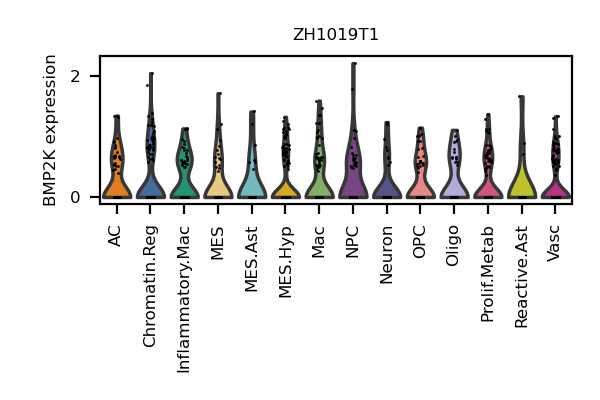 ZH1019T1
BMP2K expression
2
0
AC
Chromatin.Reg
Inflammatory.Mac
MES
MES.Ast
MES.Hyp
Mac
NPC
Neuron
OPC
Oligo
Prolif.Metab
Reactive.Ast
Vasc